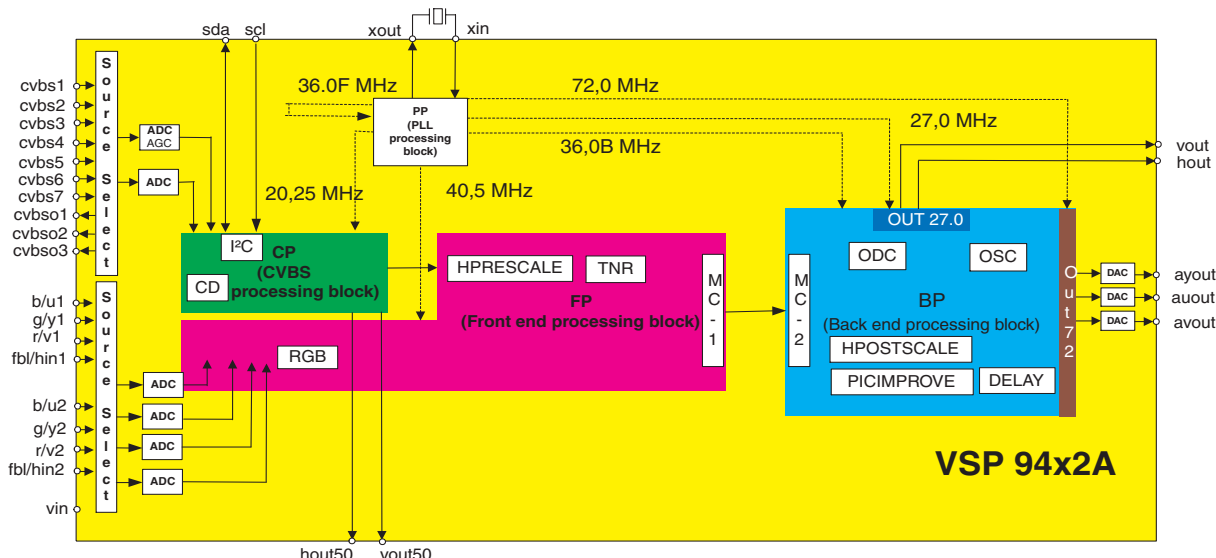 sda
scl
xout
xin
36.0F MHz
72,0 MHz
27,0 MHz
36,0B MHz
20,25 MHz
40,5 MHz
PP
(PLL
processing
block)
cvbs1
cvbs2
cvbs3
cvbs4
cvbs5
cvbs6
cvbs7
cvbso1
cvbso2
cvbso3
Source Select
ADC
AGC
ADC
vout
hout
I²C
CP
(CVBS
processing block)
CD
HPRESCALE
TNR
FP
(Front end processing block)
RGB
MC-1
MC-2
OUT 27.0
ODC
OSC
BP
(Back end processing block)
HPOSTSCALE
PICIMPROVE
DELAY
Out72
DAC
DAC
DAC
ayout
auout
avout
b/u1
g/y1
r/v1
fbl/hin1
b/u2
g/y2
r/v2
fbl/hin2
vin
Source Select
ADC
ADC
ADC
ADC
VSP 94x2A
hout50
vout50